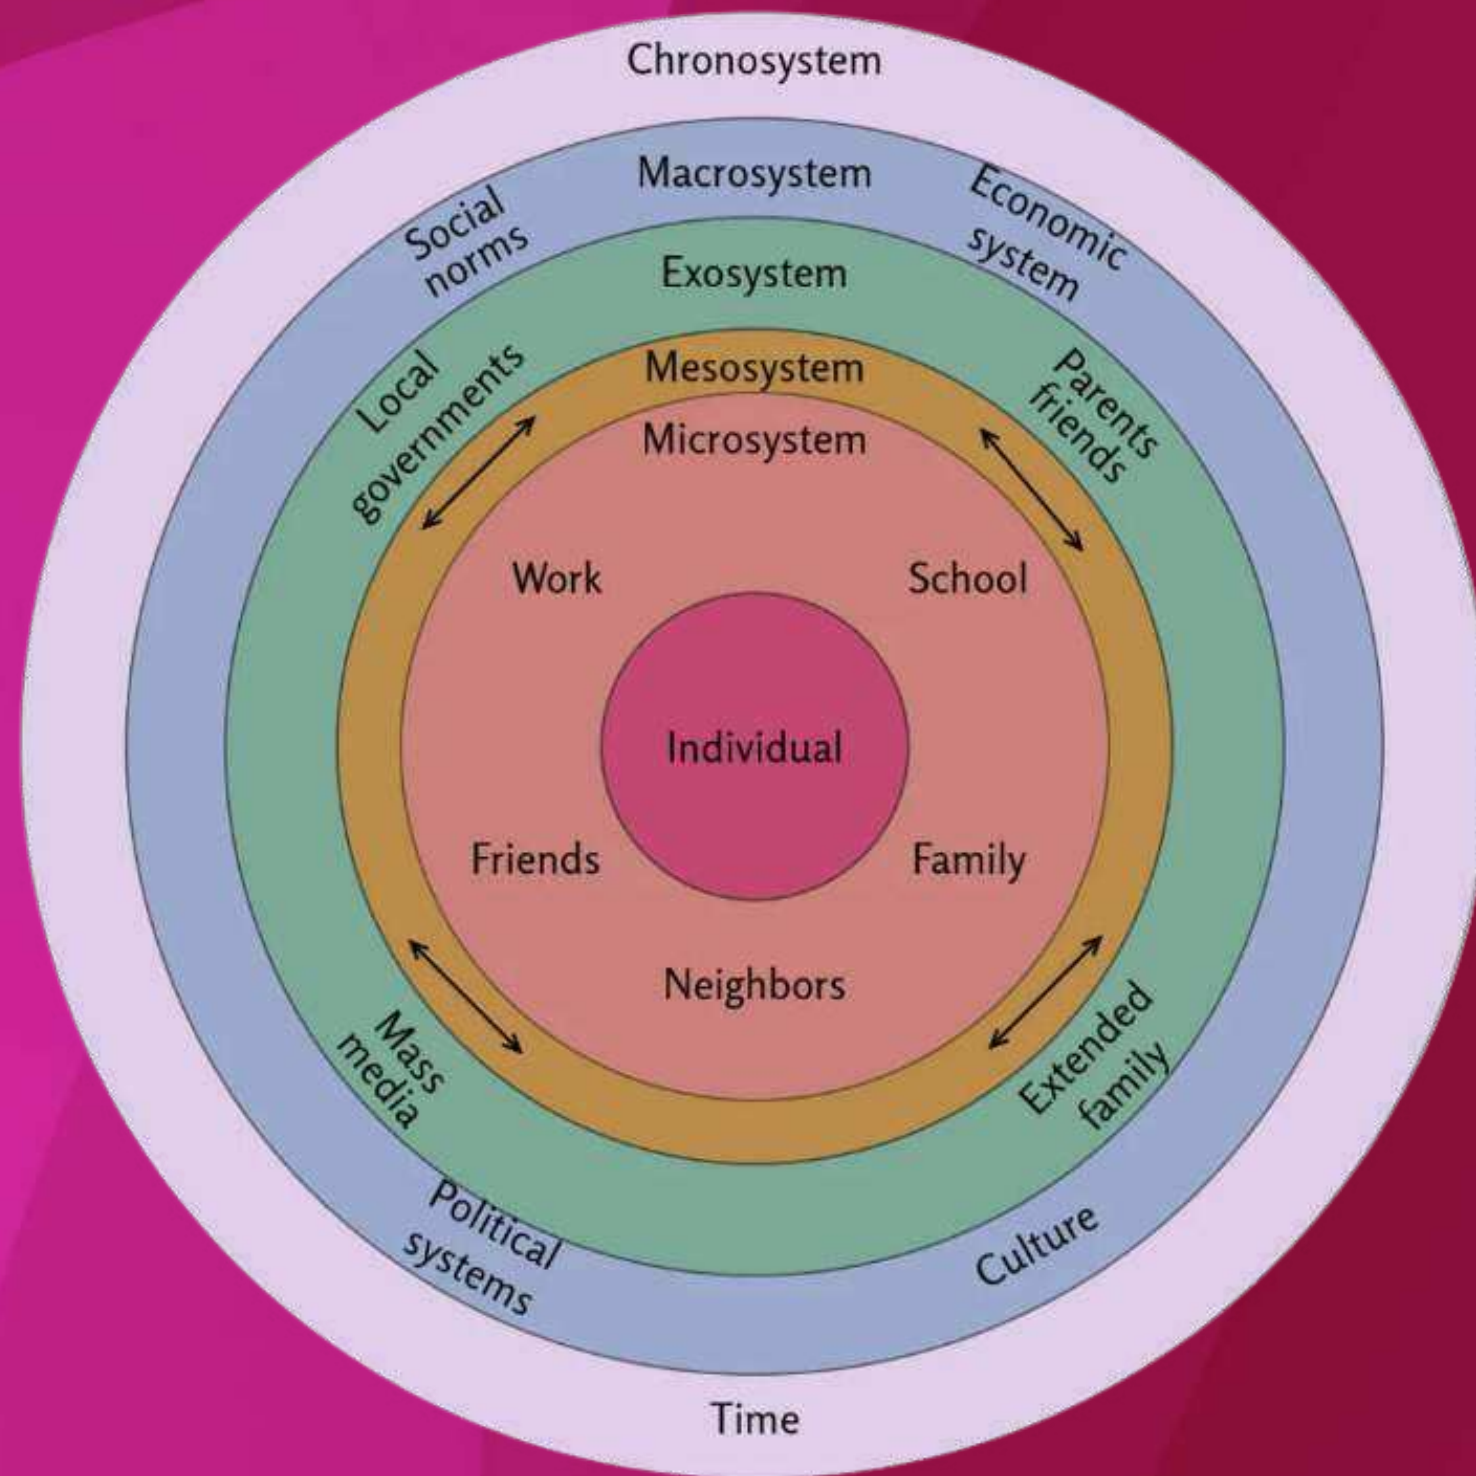 Chronosystem
Macrosystem
Social
norms
Economic
system
Exosystem
Local
governments
Parents
friends
Mesosystem
Microsystem
Work
School
Individual
Friends
Family
Neighbors
Mass
media
Extended
family
Political
systems
Culture
Time